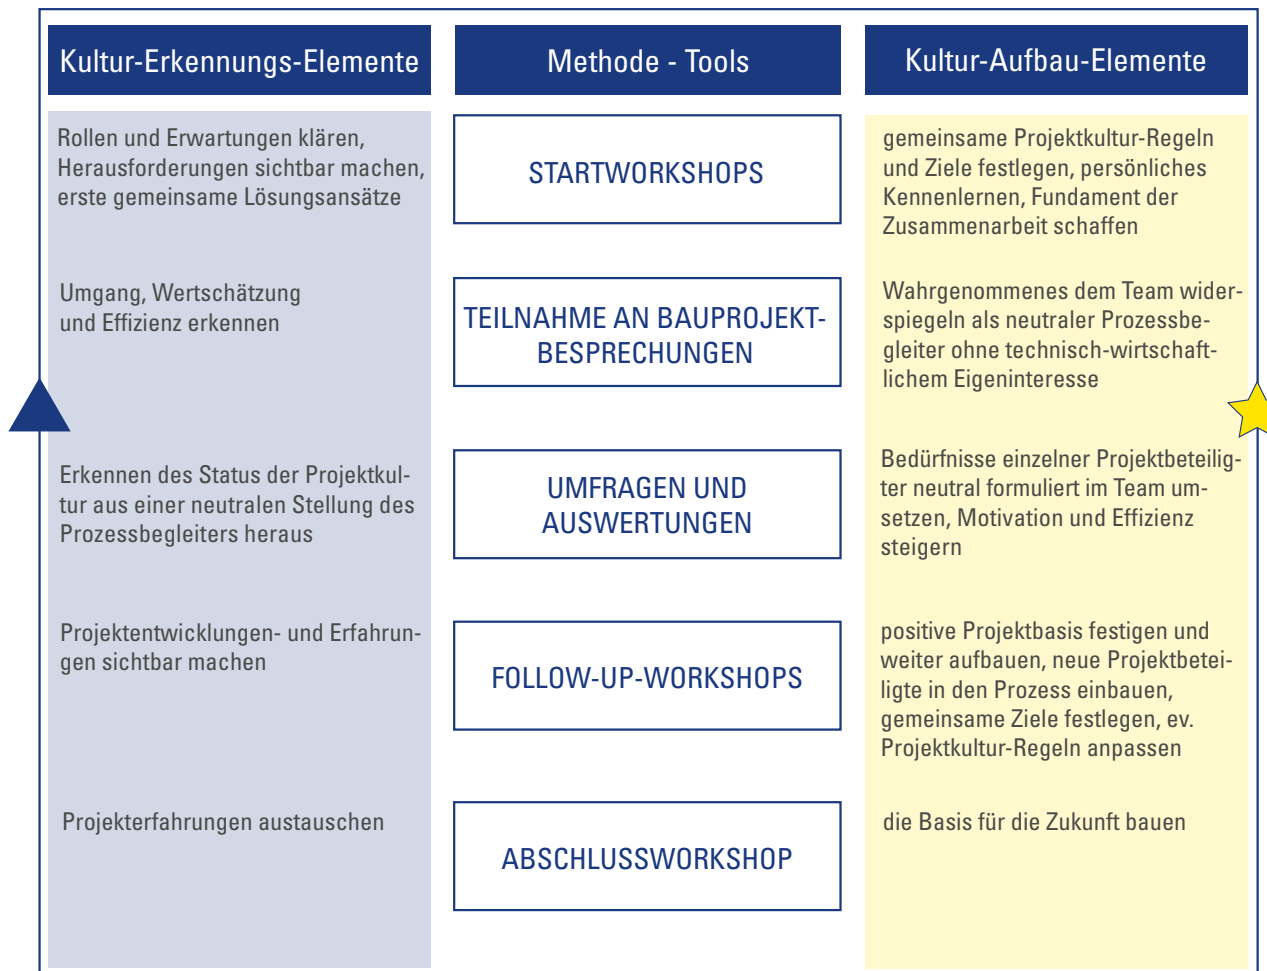 Kultur-Erkennungs-Elemente
Methode - Tools
Kultur-Aufbau-Elemente
Rollen und Erwartungen klären,
Herausforderungen sichtbar machen,
erste gemeinsame Lösungsansätze
STARTWORKSHOPS
gemeinsame Projektkultur-Regeln
und Ziele festlegen, persönliches
Kennenlernen, Fundament der
Zusammenarbeit schaffen
Umgang, Wertschätzung
und Effizienz erkennen
TEILNAHME AN BAUPROJEKT-
BESPRECHUNGEN
Wahrgenommenes dem Team wider-
spiegeln als neutraler Prozessbe-
gleiter ohne technisch-wirtschaft-
lichem Eigeninteresse
Erkennen des Status der Projektkul-
tur aus einer neutralen Stellung des
Prozessbegleiters heraus
UMFRAGEN UND
AUSWERTUNGEN
Bedürfnisse einzelner Projektbeteilig-
ter neutral formuliert im Team um-
setzen, Motivation und Effizienz
steigern
Projektentwicklungen- und Erfahrun-
gen sichtbar machen
FOLLOW-UP-WORKSHOPS
positive Projektbasis festigen und
weiter aufbauen, neue Projektbetei-
ligte in den Prozess einbauen,
gemeinsame Ziele festlegen, ev.
Projektkultur-Regeln anpassen
Projekterfahrungen austauschen
ABSCHLUSSWORKSHOP
die Basis für die Zukunft bauen